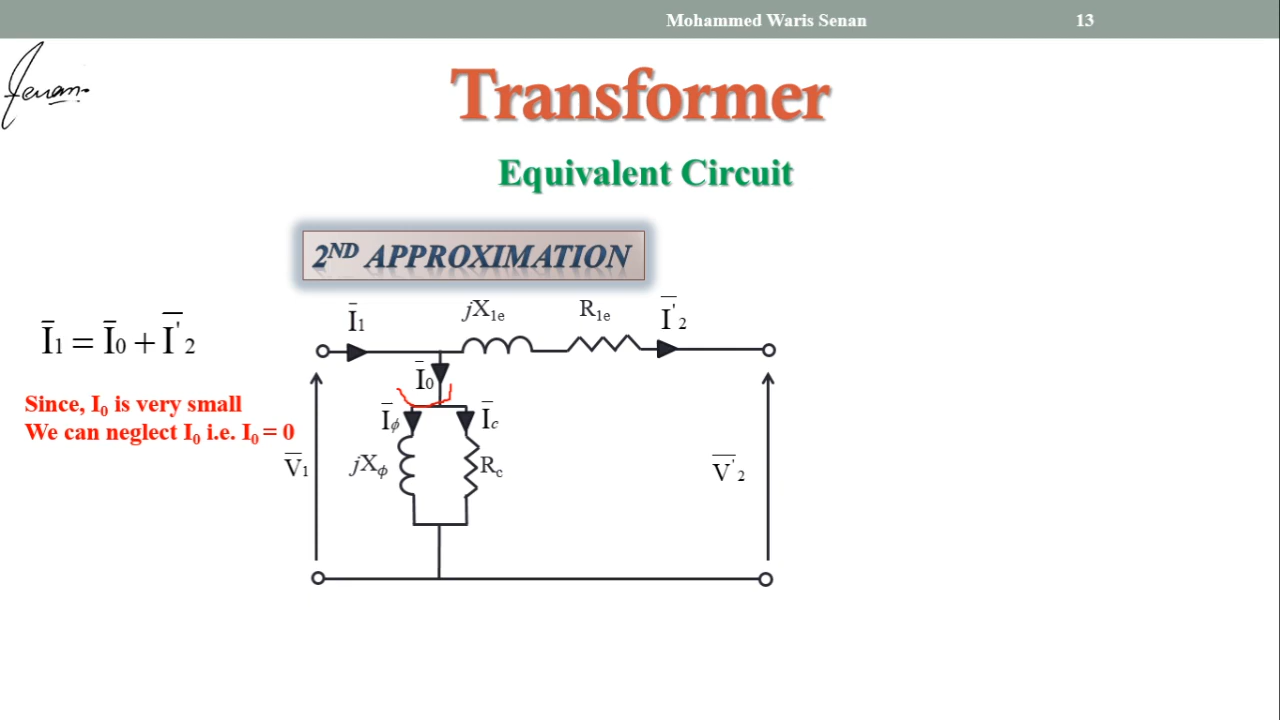 Mohammed Waris Senan 13
Senan
Transformer
Equivalent Circuit
2ND APPROXIMATION
Ī1 = Ī0 + Ī'2
Since, I0 is very small
We can neglect I0 i.e. I0 = 0
Ī1 jX1e R1e Ī'2
Ī0
Īϕ Īc
V̄1 jXϕ Rc V̄'2